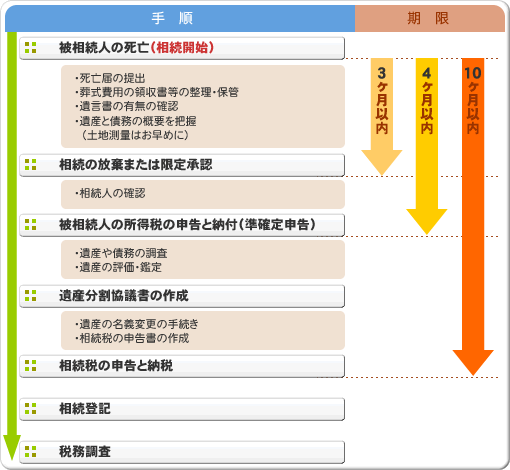 手 順
期 限
被相続人の死亡(相続開始)
・死亡届の提出
・葬式費用の領収書等の整理・保管
・遺言書の有無の確認
・遺産と債務の概要を把握
(土地測量はお早めに)
3ヶ月以内
4ヶ月以内
10ヶ月以内
相続の放棄または限定承認
・相続人の確認
被相続人の所得税の申告と納付(準確定申告)
・遺産や債務の調査
・遺産の評価・鑑定
遺産分割協議書の作成
・遺産の名義変更の手続き
・相続税の申告書の作成
相続税の申告と納税
相続登記
税務調査